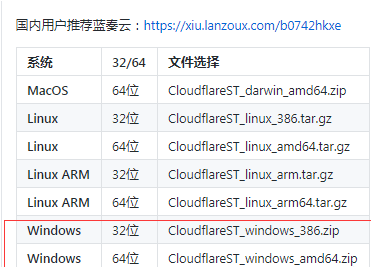 国内用户推荐蓝奏云：https://xiu.lanzoux.com/b0742hkxe
系统 32/64 文件选择
MacOS 64位 CloudflareST_darwin_amd64.zip
Linux 32位 CloudflareST_linux_386.tar.gz
Linux 64位 CloudflareST_linux_amd64.tar.gz
Linux ARM 32位 CloudflareST_linux_arm.tar.gz
Linux ARM 64位 CloudflareST_linux_arm64.tar.gz
Windows 32位 CloudflareST_windows_386.zip
Windows 64位 CloudflareST_windows_amd64.zip